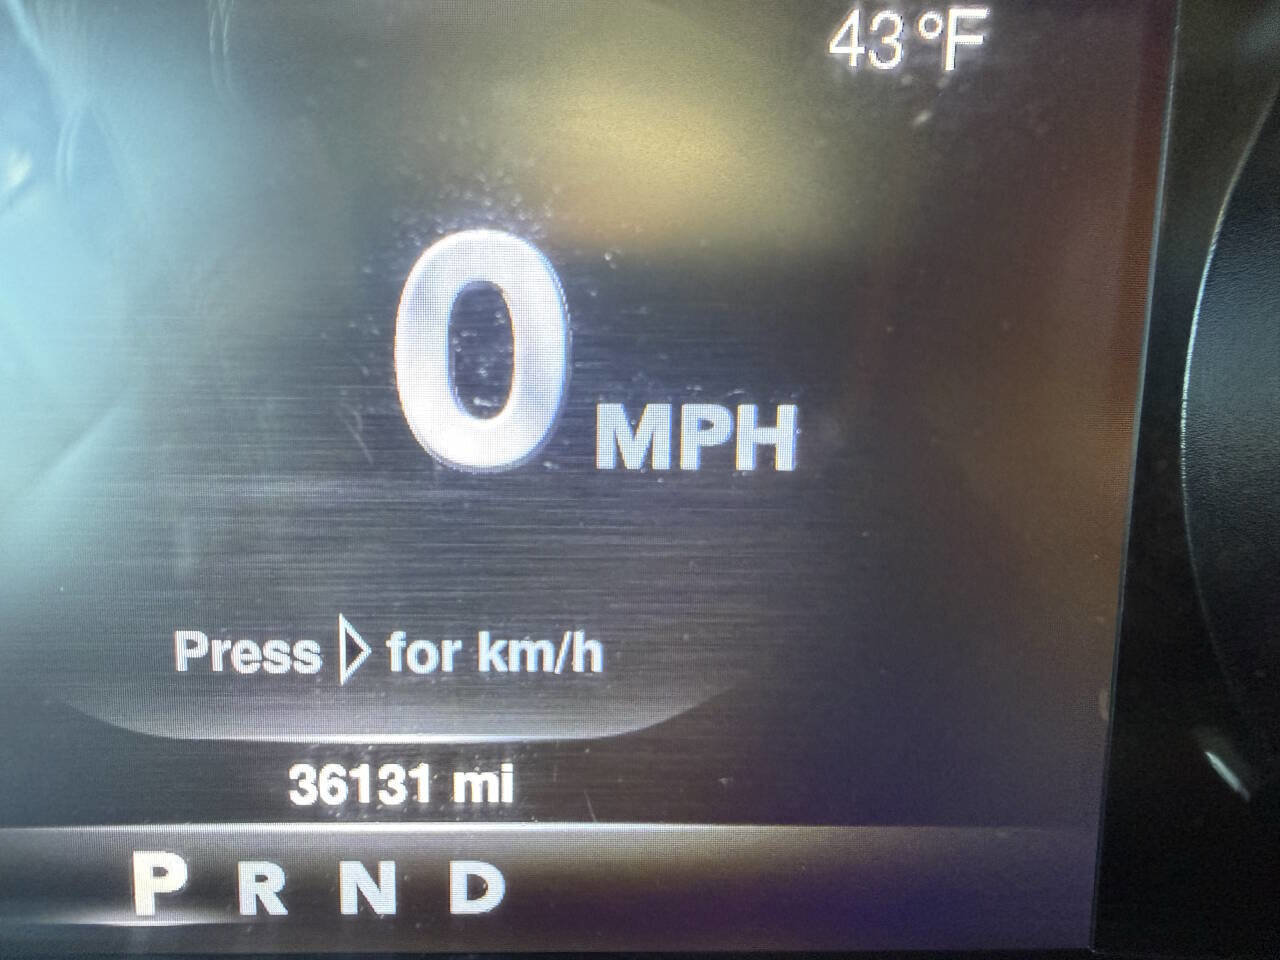 43 °F
0 MPH
Press ▷ for km/h
36131 mi
P R N D